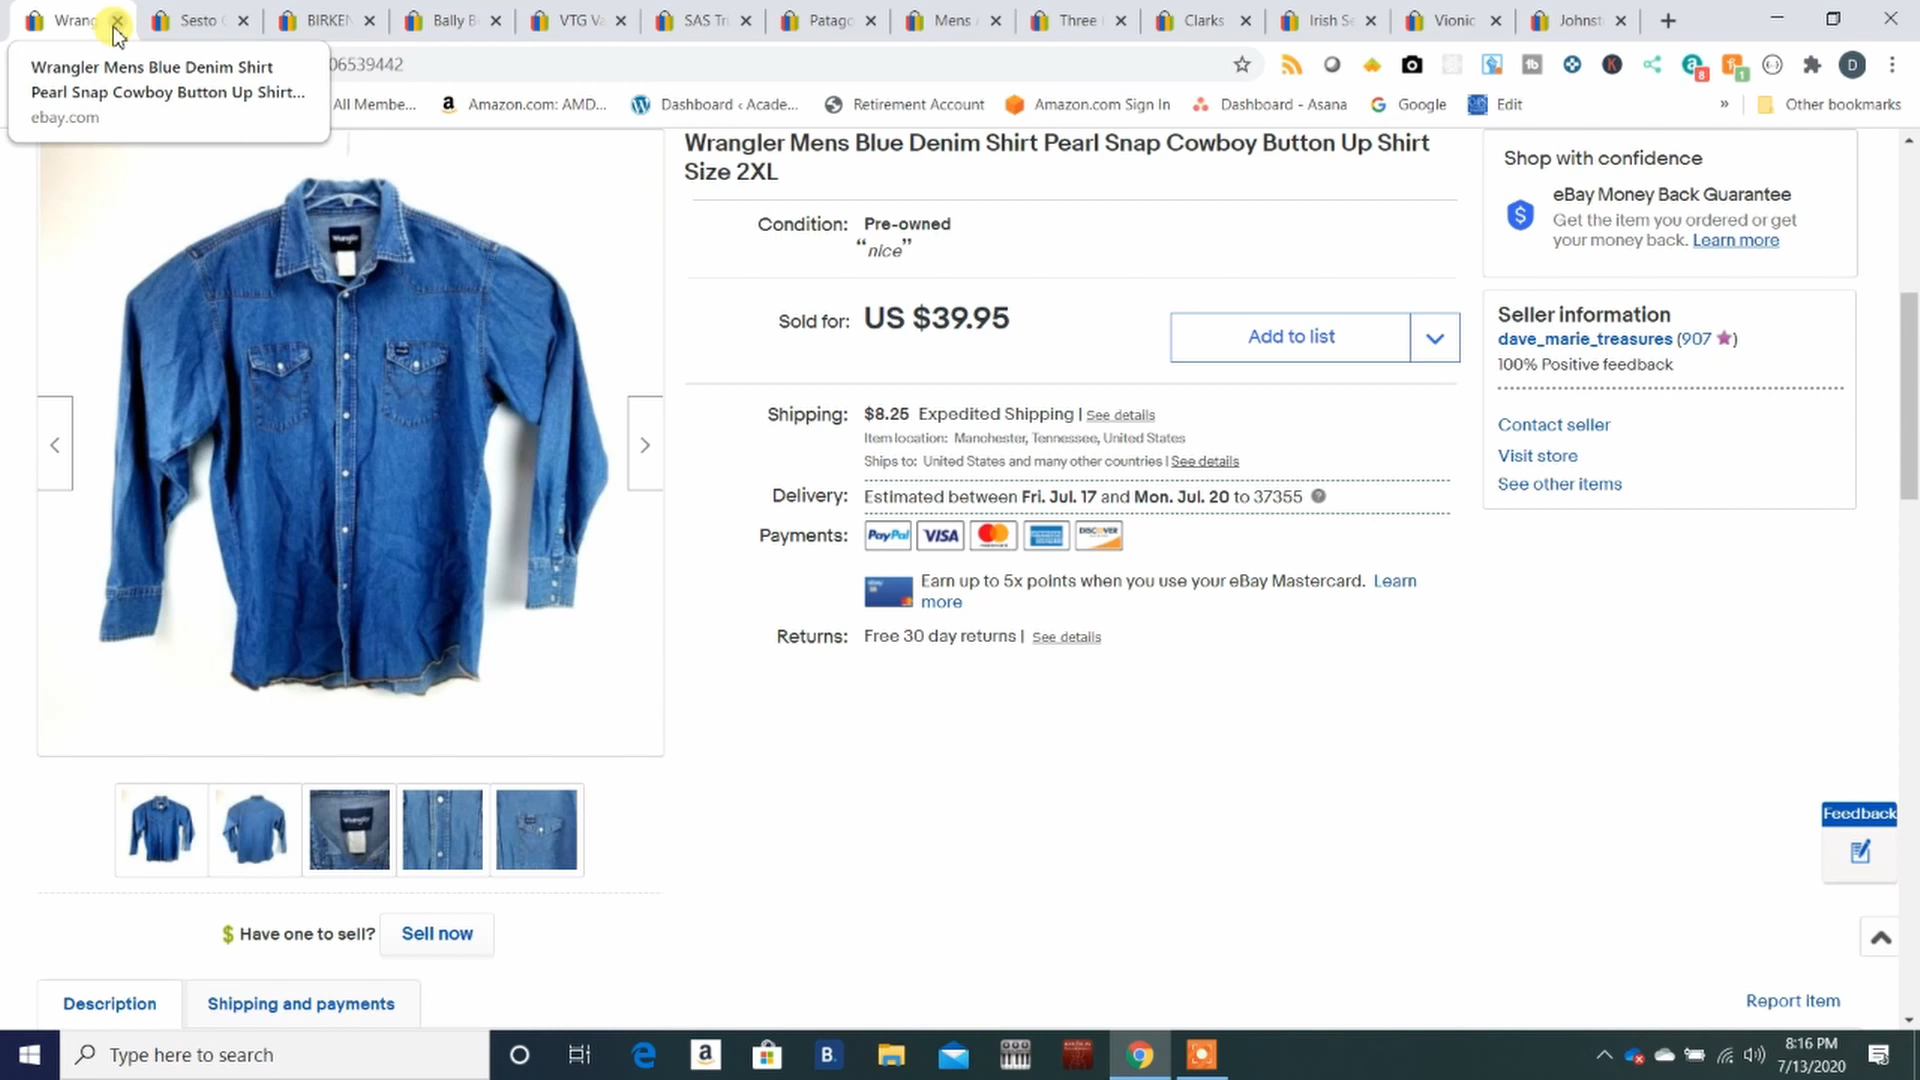 Wrang
Sesto
BIRKEN
Bally B
VTG Va
SAS Tri
Patago
Mens
Three
Clarks
Irish Se
Vionic
Johnst
Wrangler Mens Blue Denim Shirt
Pearl Snap Cowboy Button Up Shirt...
ebay.com
06539442
All Membe...
Amazon.com: AMD...
Dashboard ‹ Acade...
Retirement Account
Amazon.com Sign In
Dashboard - Asana
Google
Edit
»
Other bookmarks
Wrangler Mens Blue Denim Shirt Pearl Snap Cowboy Button Up Shirt
Size 2XL
Condition: Pre-owned
“nice”
Sold for: US $39.95
Add to list
Shipping: $8.25 Expedited Shipping | See details
Item location: Manchester, Tennessee, United States
Ships to: United States and many other countries | See details
Delivery: Estimated between Fri. Jul. 17 and Mon. Jul. 20 to 37355
Payments: PayPal VISA DISCOVER
Earn up to 5x points when you use your eBay Mastercard. Learn
more
Returns: Free 30 day returns | See details
Shop with confidence
eBay Money Back Guarantee
Get the item you ordered or get
your money back. Learn more
Seller information
dave_marie_treasures (907 ★)
100% Positive feedback
Contact seller
Visit store
See other items
Wrangler
Wrangler
Feedback
$ Have one to sell? Sell now
Description
Shipping and payments
Report item
Type here to search
8:16 PM
7/13/2020